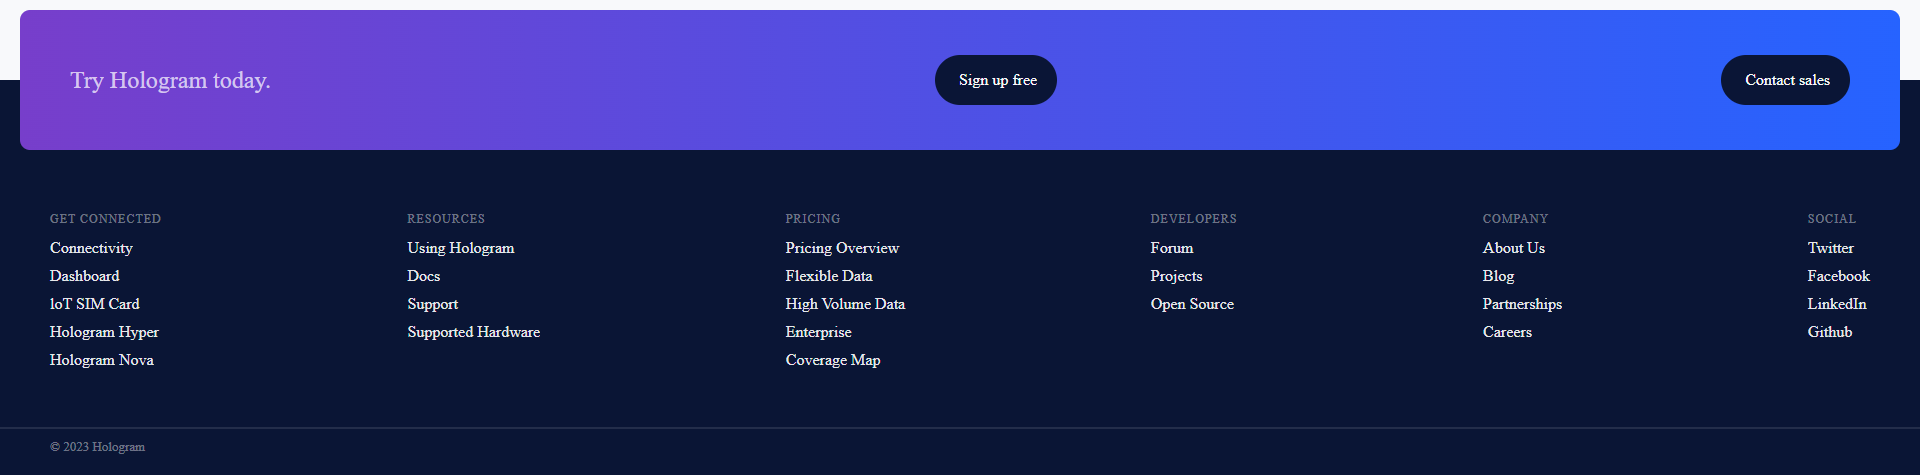 Try Hologram today.
Sign up free
Contact sales
GET CONNECTED
Connectivity
Dashboard
loT SIM Card
Hologram Hyper
Hologram Nova
RESOURCES
Using Hologram
Docs
Support
Supported Hardware
PRICING
Pricing Overview
Flexible Data
High Volume Data
Enterprise
Coverage Map
DEVELOPERS
Forum
Projects
Open Source
COMPANY
About Us
Blog
Partnerships
Careers
SOCIAL
Twitter
Facebook
LinkedIn
Github
© 2023 Hologram